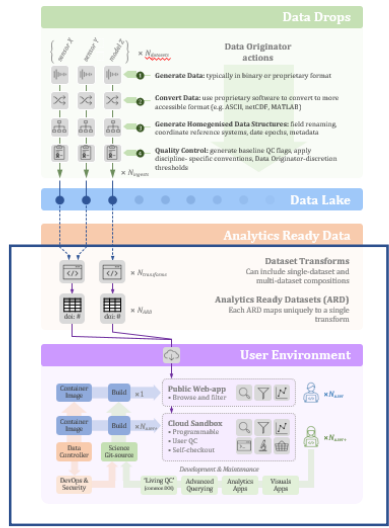 Data Drops
sensor X
sensor Y
model Z
× N_datasets
Data Originator
actions
1 Generate Data: typically in binary or proprietary format
2 Convert Data: use proprietary software to convert to more
accessible format (e.g. ASCII, netCDF, MATLAB)
3 Generate Homogenised Data Structures: field renaming,
coordinate reference systems, date epochs, metadata
4 Quality Control: generate baseline QC flags, apply
discipline- specific conventions, Data Originator-discretion
thresholds
× N_ingests
Data Lake
Analytics Ready Data
Dataset Transforms
Can include single-dataset and
multi-dataset compositions
× N_transforms
Analytics Ready Datasets (ARD)
Each ARD maps uniquely to a single
transform
doi: #
doi: #
× N_ARD
User Environment
Container
Image
Build
×1
Public Web-app
• Browse and filter
Container
Image
Build
Cloud Sandbox
• Programmable
• User QC
• Self-checkout
Data
Controller
Science
Git-source
Development & Maintenance
DevOps &
Security
'Living QC'
Advanced
Querying
Analytics
Apps
Visuals
Apps